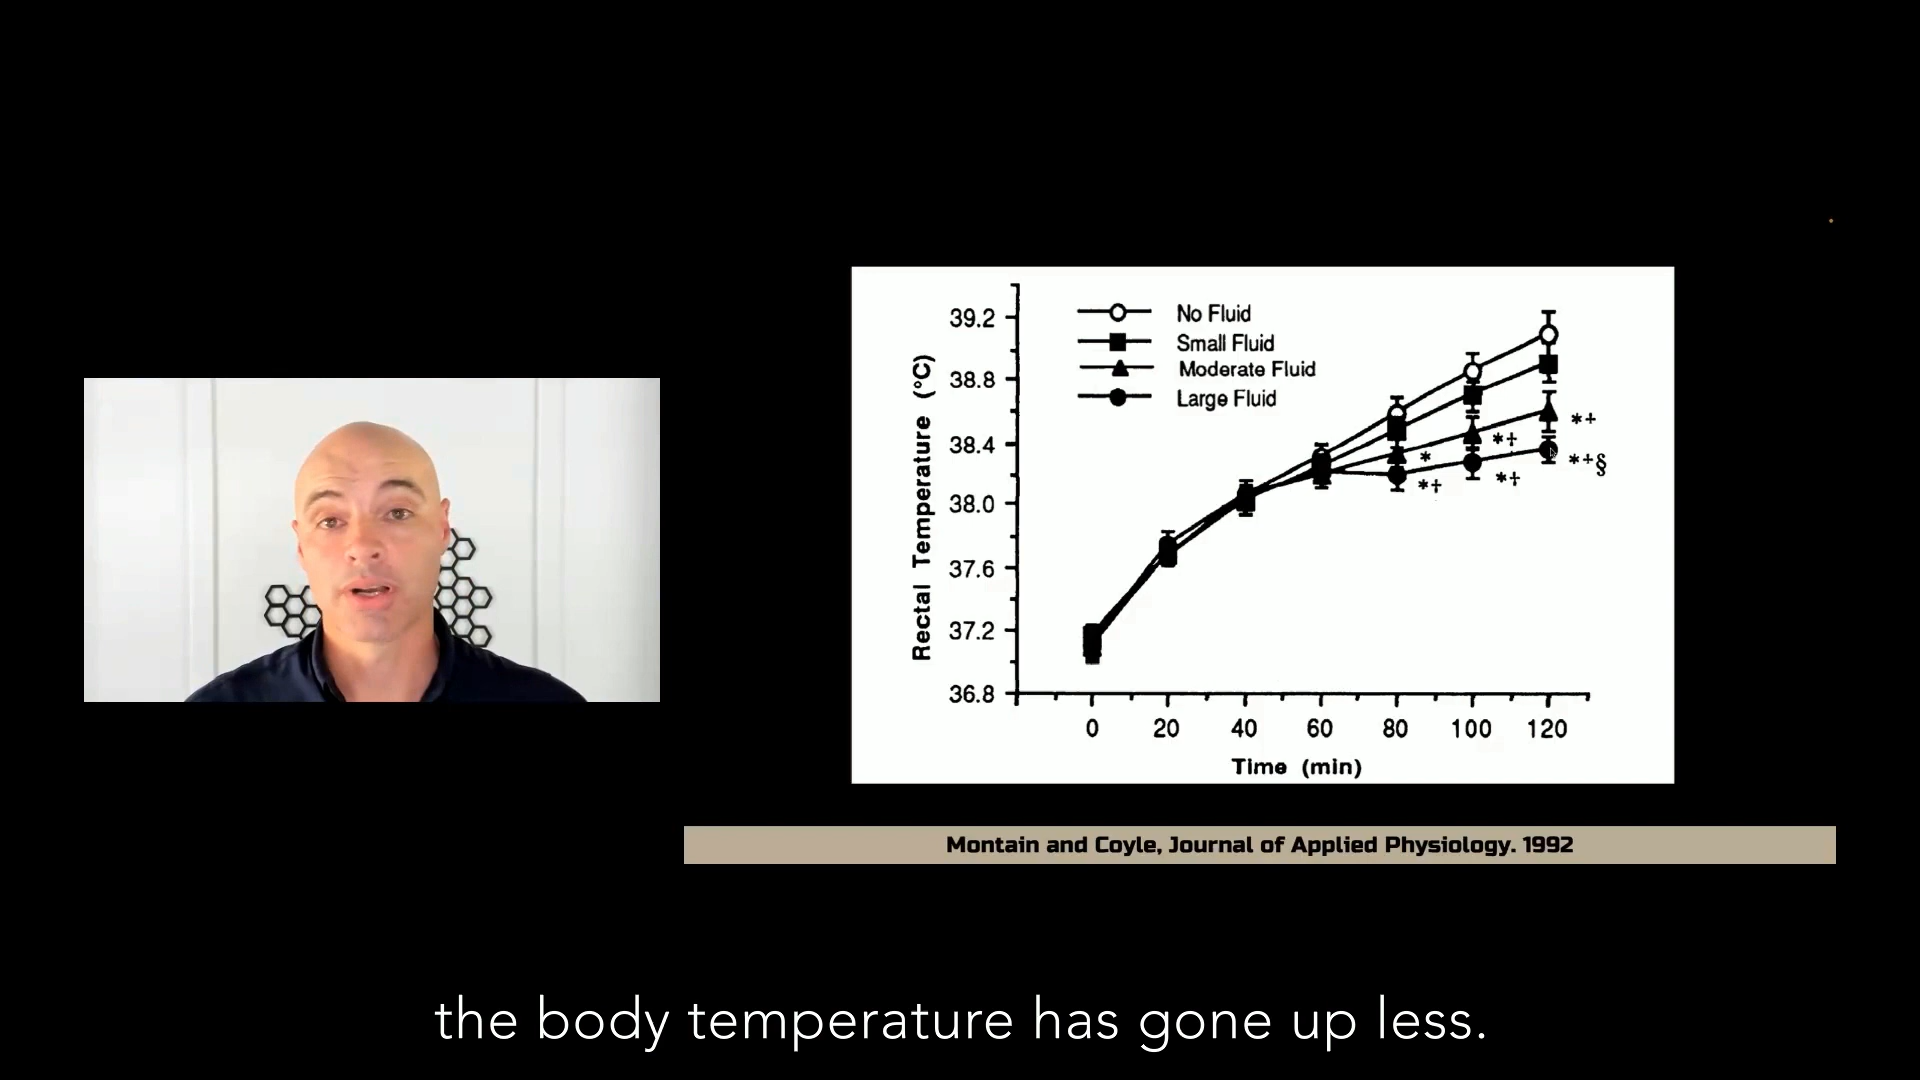 No Fluid
Small Fluid
Moderate Fluid
Large Fluid
Rectal Temperature (°C)
39.2
38.8
38.4
38.0
37.6
37.2
36.8
*+
*†
*
*+§
*†
*†
0 20 40 60 80 100 120
Time (min)
Montain and Coyle, Journal of Applied Physiology. 1992
the body temperature has gone up less.